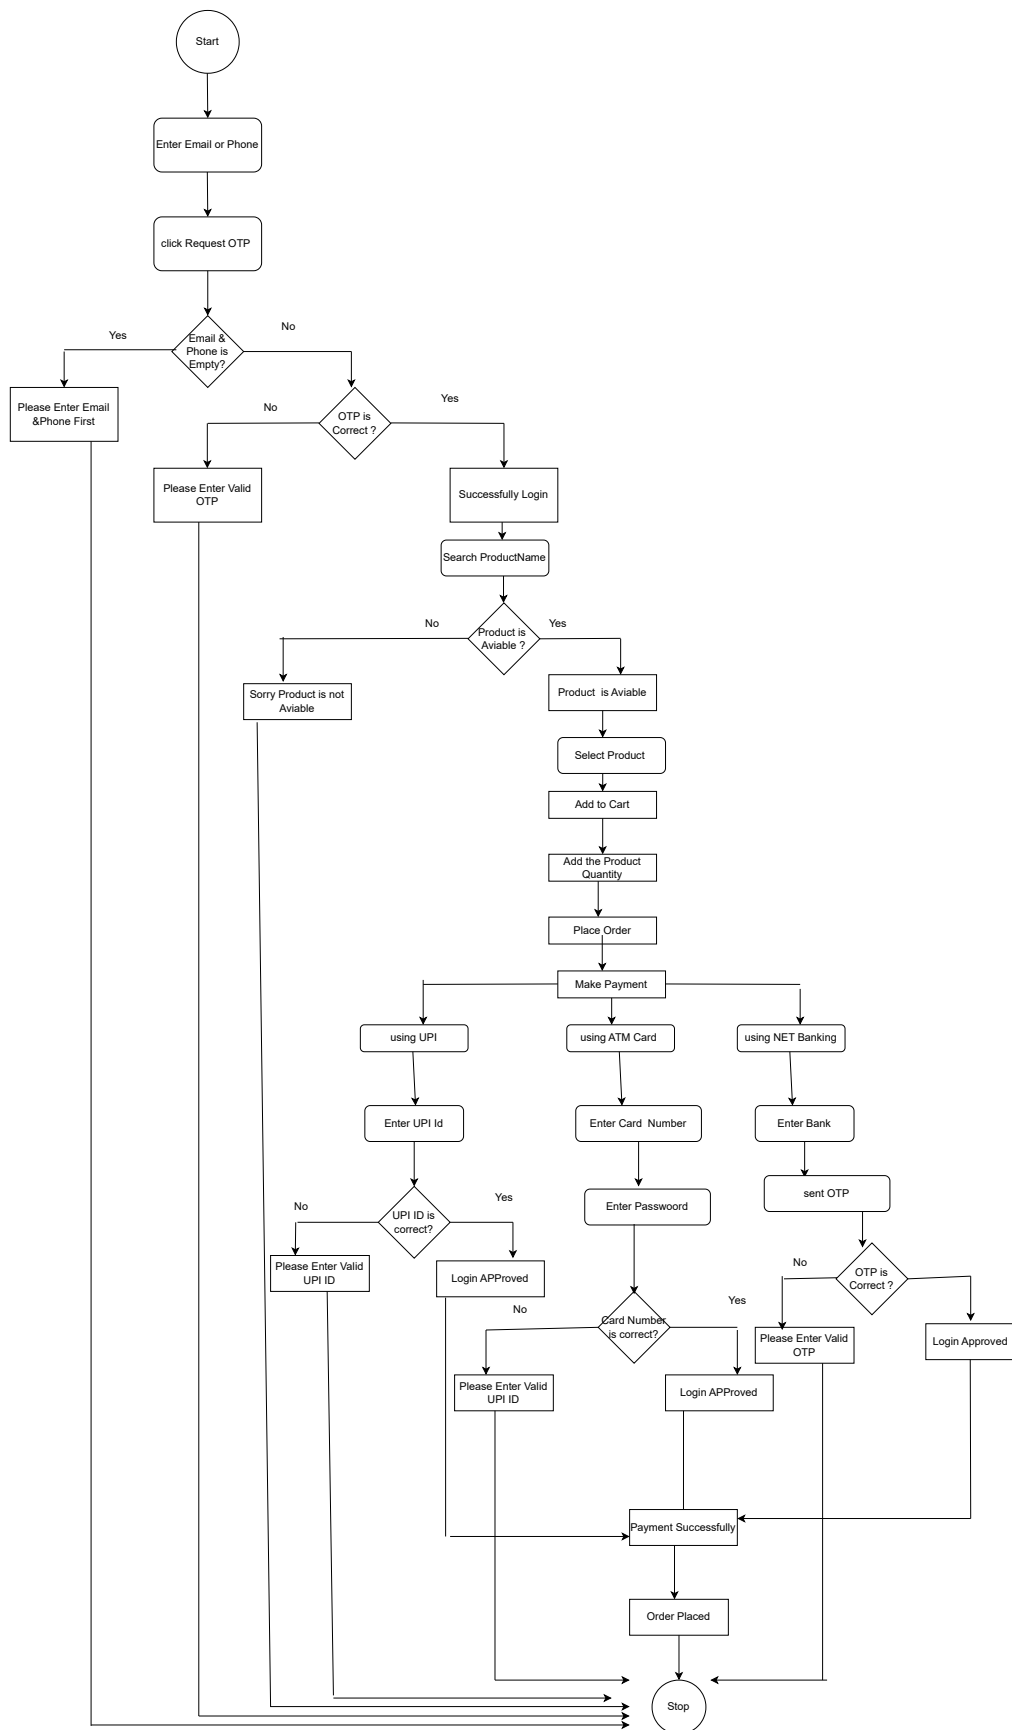 Start
Enter Email or Phone
click Request OTP
Email &
Phone is
Empty?
Yes
No
Please Enter Email
&Phone First
OTP is
Correct ?
No
Yes
Please Enter Valid
OTP
Successfully Login
Search ProductName
Product is
Aviable ?
No
Yes
Sorry Product is not
Aviable
Product  is Aviable
Select Product
Add to Cart
Add the Product
Quantity
Place Order
Make Payment
using UPI
using ATM Card
using NET Banking
Enter UPI Id
Enter Card  Number
Enter Bank
UPI ID is
correct?
No
Yes
Enter Passwoord
sent OTP
Please Enter Valid
UPI ID
Login APProved
OTP is
Correct ?
No
Yes
Card Number
is correct?
No
Please Enter Valid
OTP
Login Approved
Please Enter Valid
UPI ID
Login APProved
Payment Successfully
Order Placed
Stop